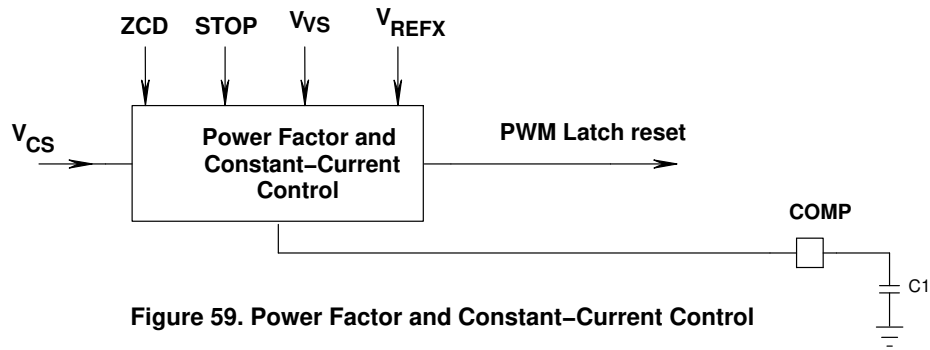 ZCD STOP VVS VREFX
VCS
Power Factor and
Constant−Current
Control
PWM Latch reset
COMP
C1
Figure 59. Power Factor and Constant−Current Control